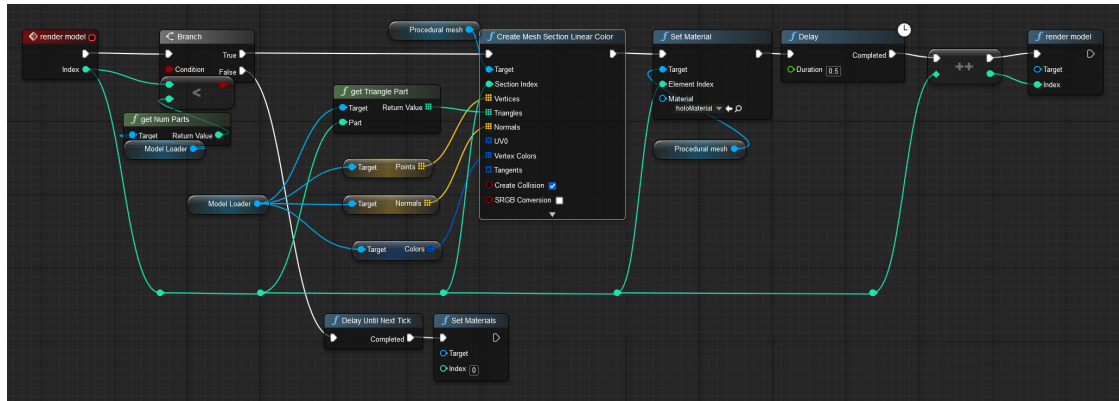 render model
Index
Branch
Condition
True
False
<
f get Num Parts
Target
Return Value
Model Loader
Model Loader
f get Triangle Part
Target
Return Value
Part
Target
Points
Target
Normals
Target
Colors
Procedural mesh
f Create Mesh Section Linear Color
Target
Section Index
Vertices
Triangles
Normals
UV0
Vertex Colors
Tangents
Create Collision
SRGB Conversion
f Set Material
Target
Element Index
Material
holoMaterial
Procedural mesh
f Delay
Completed
Duration 0.5
++
f render model
Target
Index
f Delay Until Next Tick
Completed
f Set Materials
Target
Index 0